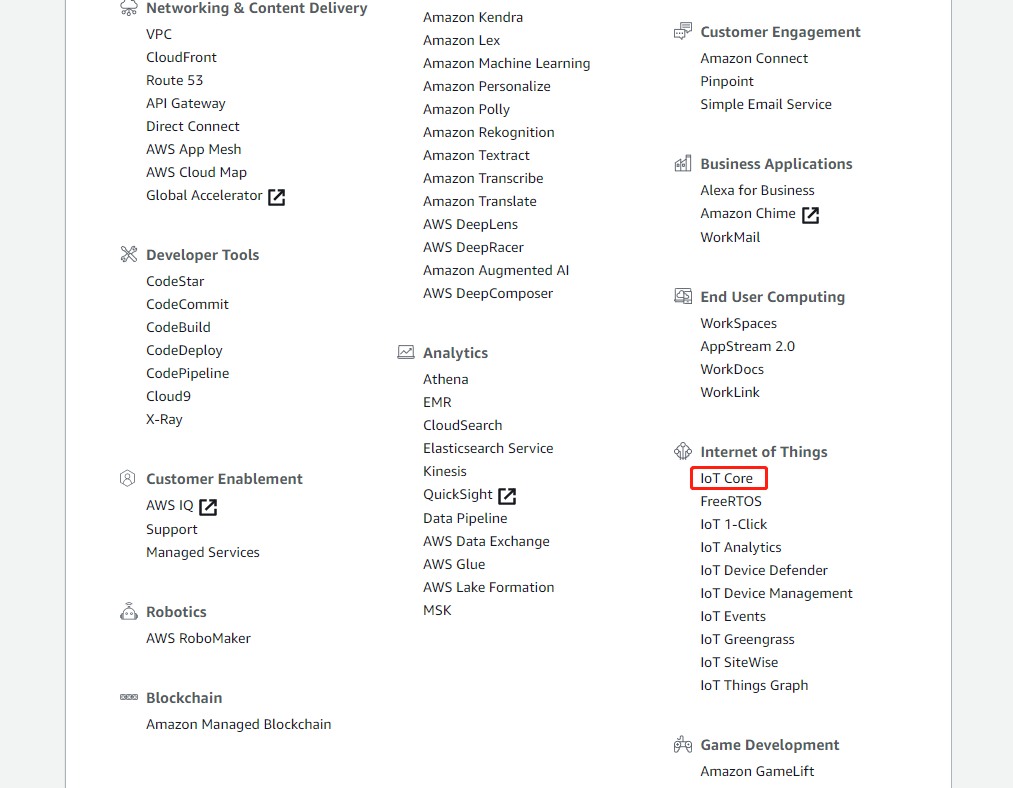 Networking & Content Delivery
VPC
CloudFront
Route 53
API Gateway
Direct Connect
AWS App Mesh
AWS Cloud Map
Global Accelerator
Developer Tools
CodeStar
CodeCommit
CodeBuild
CodeDeploy
CodePipeline
Cloud9
X-Ray
Customer Enablement
AWS IQ
Support
Managed Services
Robotics
AWS RoboMaker
Blockchain
Amazon Managed Blockchain
Amazon Kendra
Amazon Lex
Amazon Machine Learning
Amazon Personalize
Amazon Polly
Amazon Rekognition
Amazon Textract
Amazon Transcribe
Amazon Translate
AWS DeepLens
AWS DeepRacer
Amazon Augmented AI
AWS DeepComposer
Analytics
Athena
EMR
CloudSearch
Elasticsearch Service
Kinesis
QuickSight
Data Pipeline
AWS Data Exchange
AWS Glue
AWS Lake Formation
MSK
Customer Engagement
Amazon Connect
Pinpoint
Simple Email Service
Business Applications
Alexa for Business
Amazon Chime
WorkMail
End User Computing
WorkSpaces
AppStream 2.0
WorkDocs
WorkLink
Internet of Things
IoT Core
FreeRTOS
IoT 1-Click
IoT Analytics
IoT Device Defender
IoT Device Management
IoT Events
IoT Greengrass
IoT SiteWise
IoT Things Graph
Game Development
Amazon GameLift